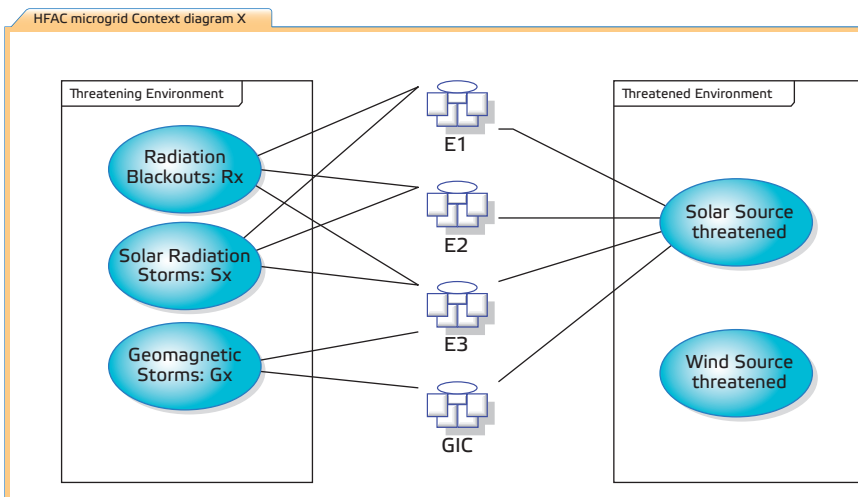 HFAC microgrid Context diagram X
Threatening Environment
Radiation
Blackouts: Rx
Solar Radiation
Storms: Sx
Geomagnetic
Storms: Gx
E1
E2
E3
GIC
Threatened Environment
Solar Source
threatened
Wind Source
threatened